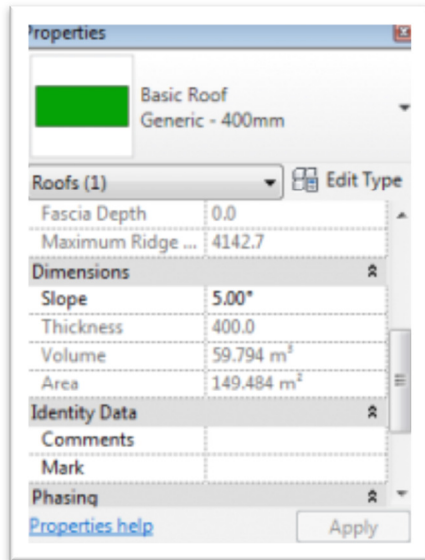 Properties
Basic Roof
Generic - 400mm
Roofs (1) Edit Type
Fascia Depth 0.0
Maximum Ridge ... 4142.7
Dimensions
Slope 5.00°
Thickness 400.0
Volume 59.794 m³
Area 149.484 m²
Identity Data
Comments
Mark
Phasing
Properties help Apply